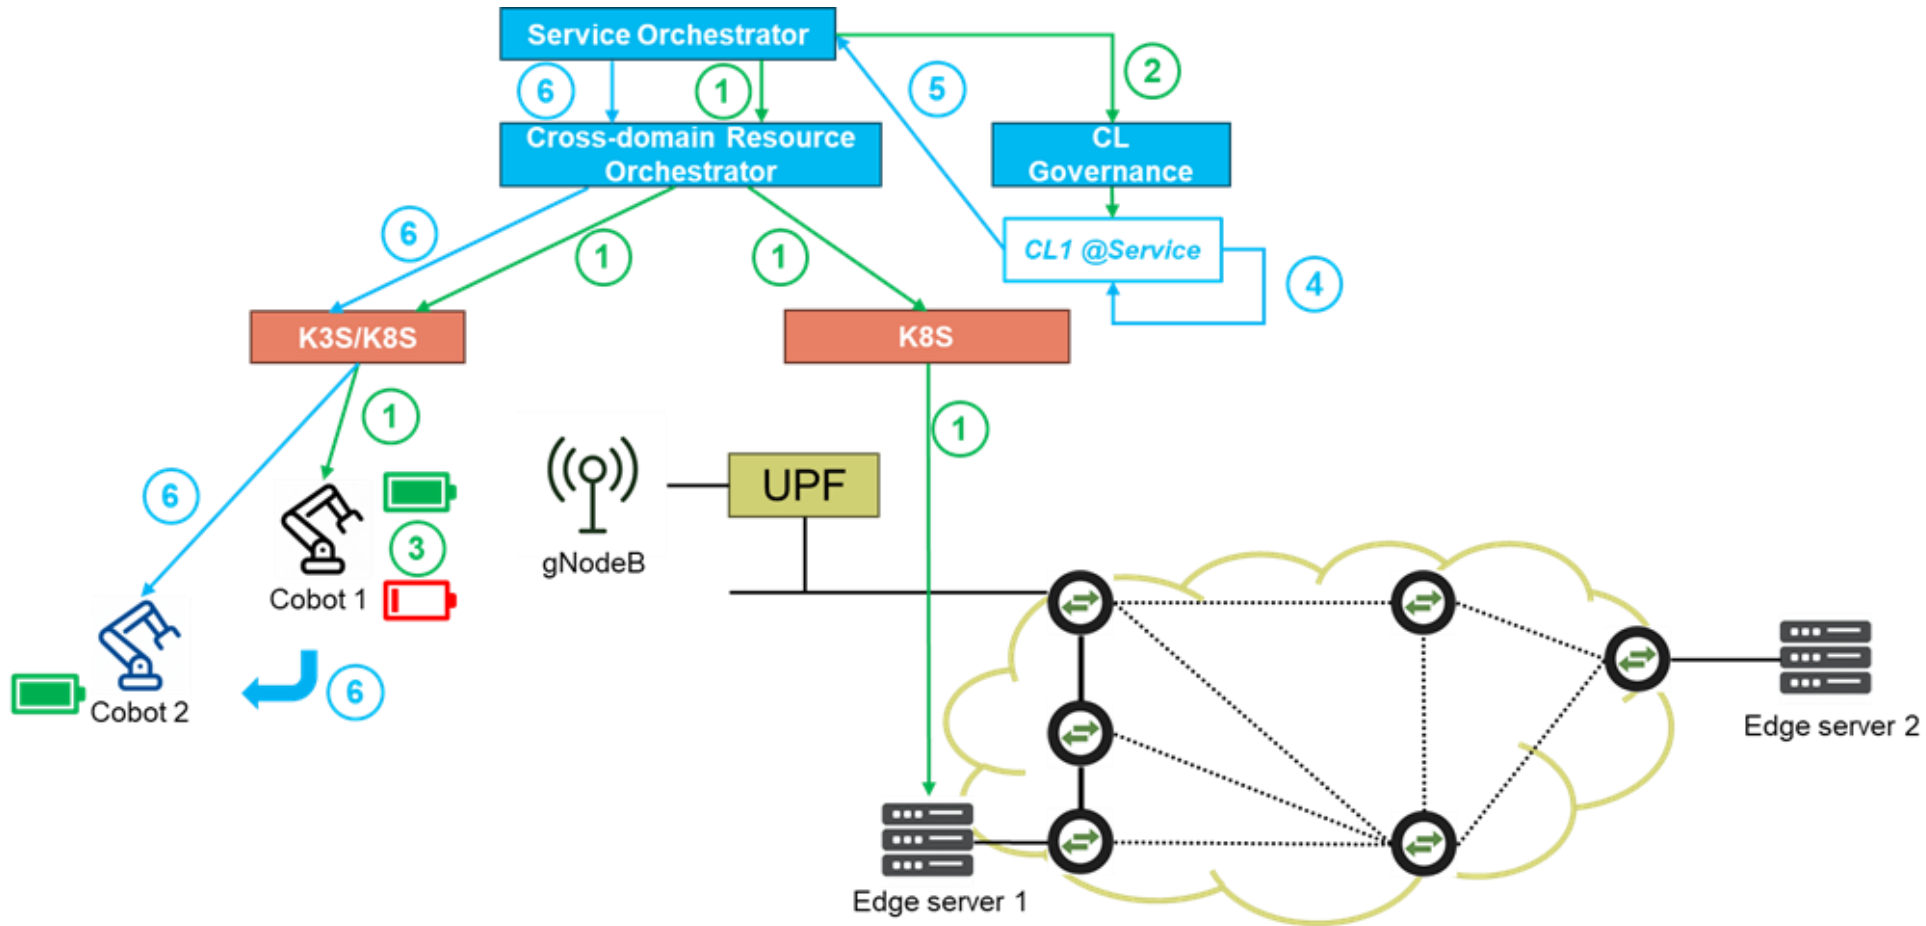 Service Orchestrator
6
1
5
2
Cross-domain Resource
Orchestrator
CL
Governance
6
1
1
CL1 @Service
4
K3S/K8S
K8S
1
1
6
UPF
3
gNodeB
Cobot 1
6
Cobot 2
Edge server 2
Edge server 1